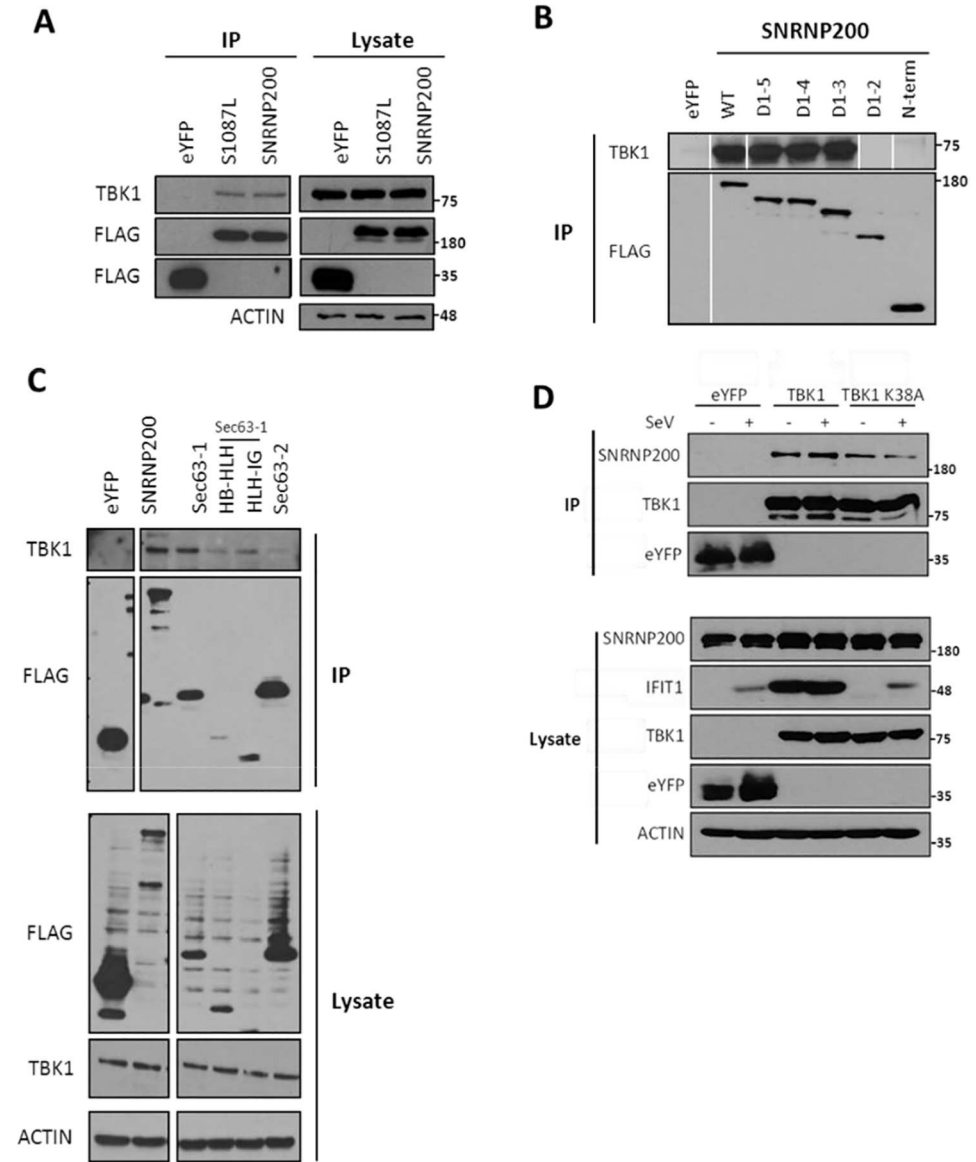 A
IP Lysate
eYFP S1087L SNRNP200 eYFP S1087L SNRNP200
TBK1 -75
FLAG -180
FLAG -35
ACTIN -48
B
SNRNP200
eYFP WT D1-5 D1-4 D1-3 D1-2 N-term
IP
TBK1 -75
FLAG 180
C
Sec63-1
eYFP SNRNP200 Sec63-1 HB-HLH HLH-IG Sec63-2
TBK1
FLAG
IP
FLAG
Lysate
TBK1
ACTIN
D
eYFP TBK1 TBK1 K38A
SeV - + - + - +
IP
SNRNP200 -180
TBK1 -75
eYFP -35
Lysate
SNRNP200 -180
IFIT1 -48
TBK1 -75
eYFP -35
ACTIN -35